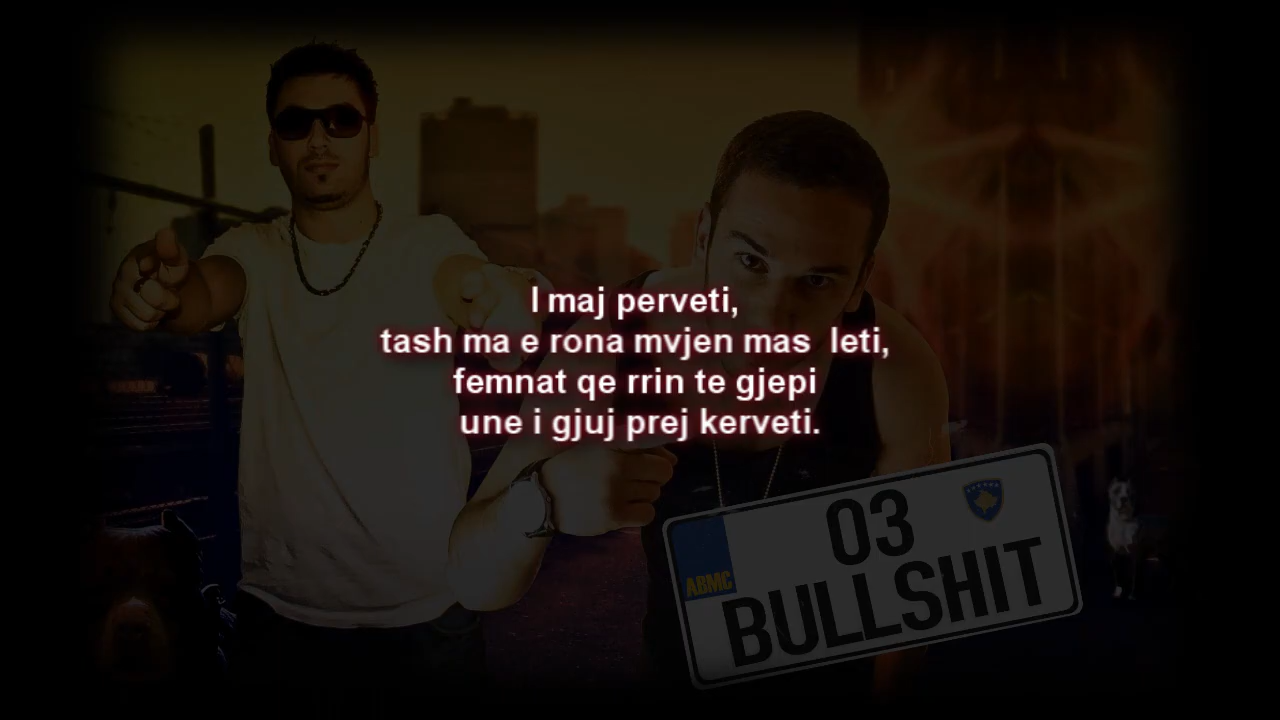 I maj perveti,
tash ma e rona mvjen mas leti,
femnat qe rrin te gjepi
une i gjuj prej kerveti.
03
ABMC
BULLSHIT